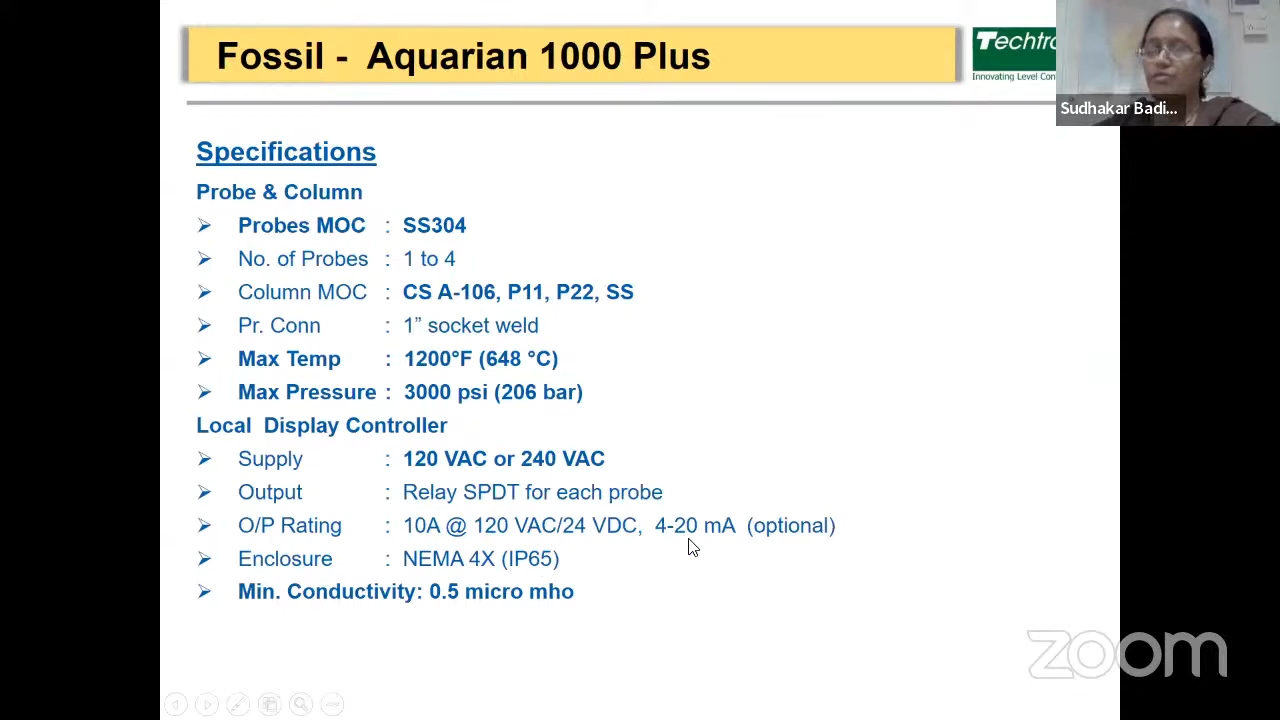 Fossil - Aquarian 1000 Plus
Techtro
Innovating Level Con
Sudhakar Badi...
Specifications
Probe & Column
➢ Probes MOC : SS304
➢ No. of Probes : 1 to 4
➢ Column MOC : CS A-106, P11, P22, SS
➢ Pr. Conn : 1” socket weld
➢ Max Temp : 1200°F (648 °C)
➢ Max Pressure : 3000 psi (206 bar)
Local Display Controller
➢ Supply : 120 VAC or 240 VAC
➢ Output : Relay SPDT for each probe
➢ O/P Rating : 10A @ 120 VAC/24 VDC, 4-20 mA (optional)
➢ Enclosure : NEMA 4X (IP65)
➢ Min. Conductivity: 0.5 micro mho
zoom